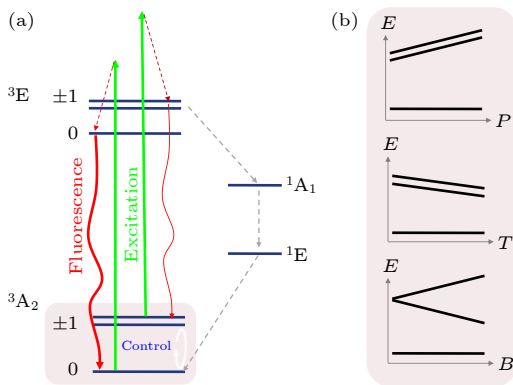 (a)
³E
±1
0
Fluorescence
Excitation
¹A₁
¹E
³A₂
±1
Control
0
(b)
E
P
E
T
E
B